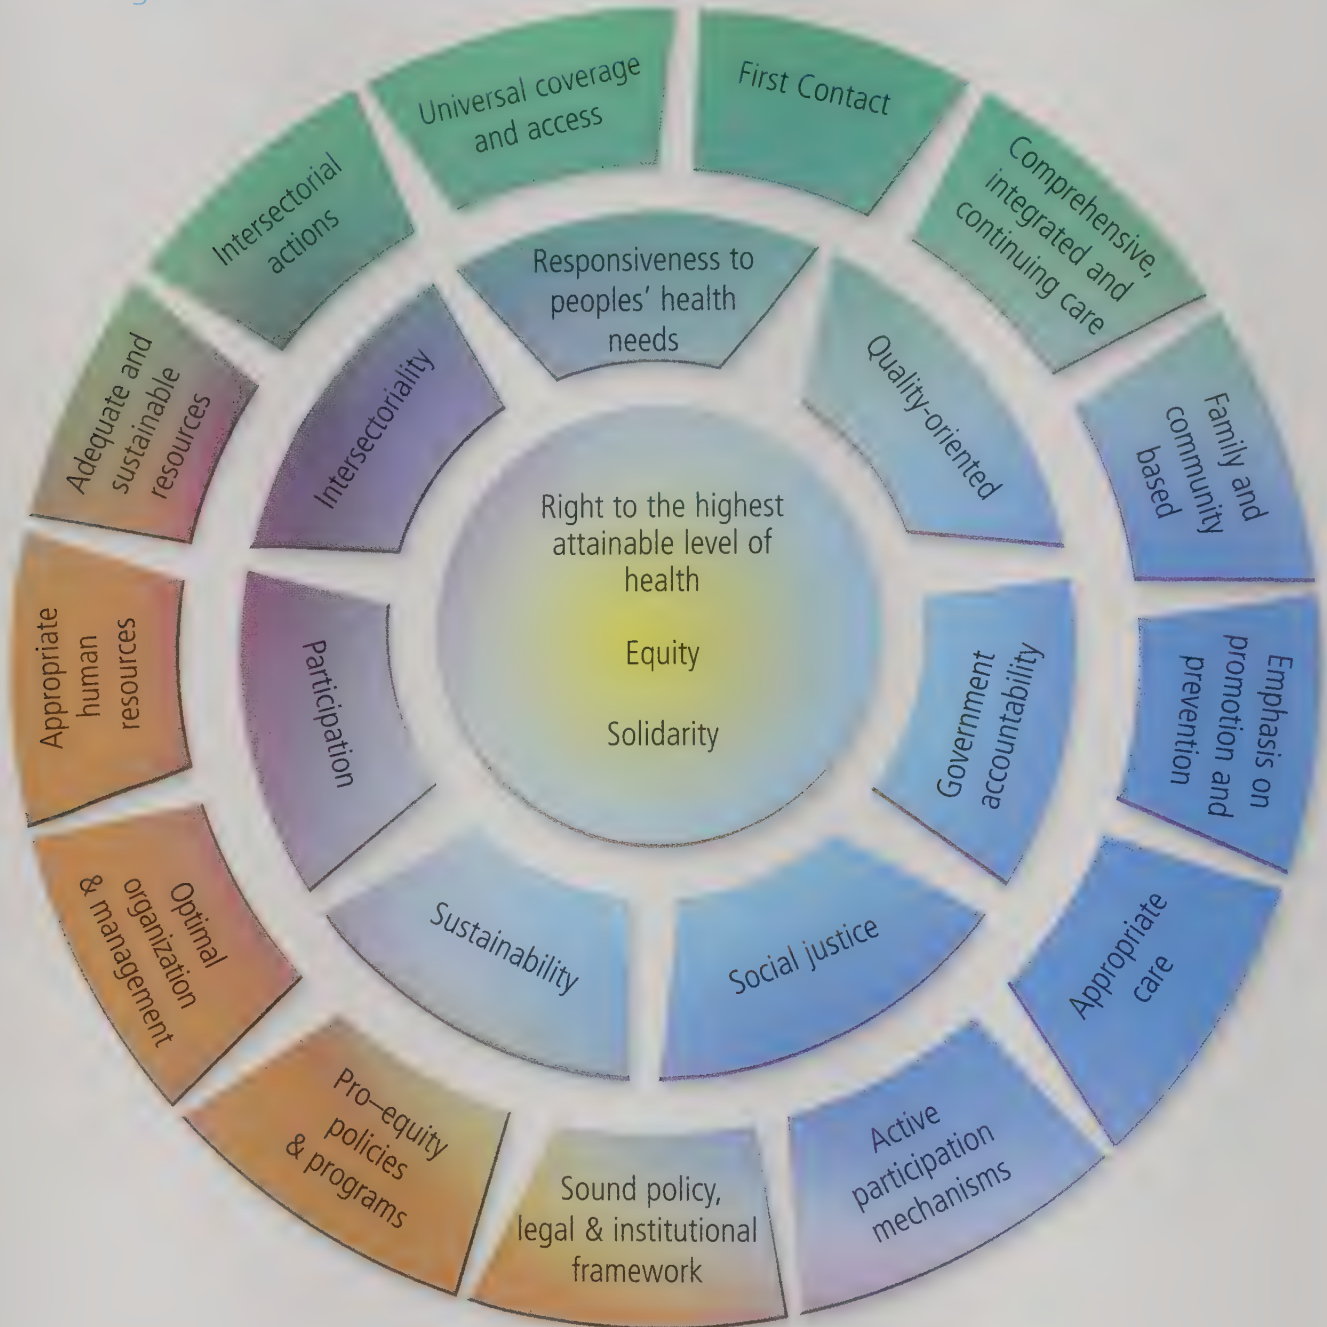 Universal coverage
and access
First Contact
Comprehensive,
integrated and
continuing care
Family and
community
based
Emphasis on
promotion and
prevention
Appropriate
care
Active
participation
mechanisms
Sound policy,
legal & institutional
framework
Pro–equity
policies
& programs
Optimal
organization
& management
Appropriate
human
resources
Adequate and
sustainable
resources
Intersectorial
actions
Responsiveness to
peoples' health
needs
Quality-oriented
Government
accountability
Social justice
Sustainability
Participation
Intersectoriality
Right to the highest
attainable level of
health
Equity
Solidarity